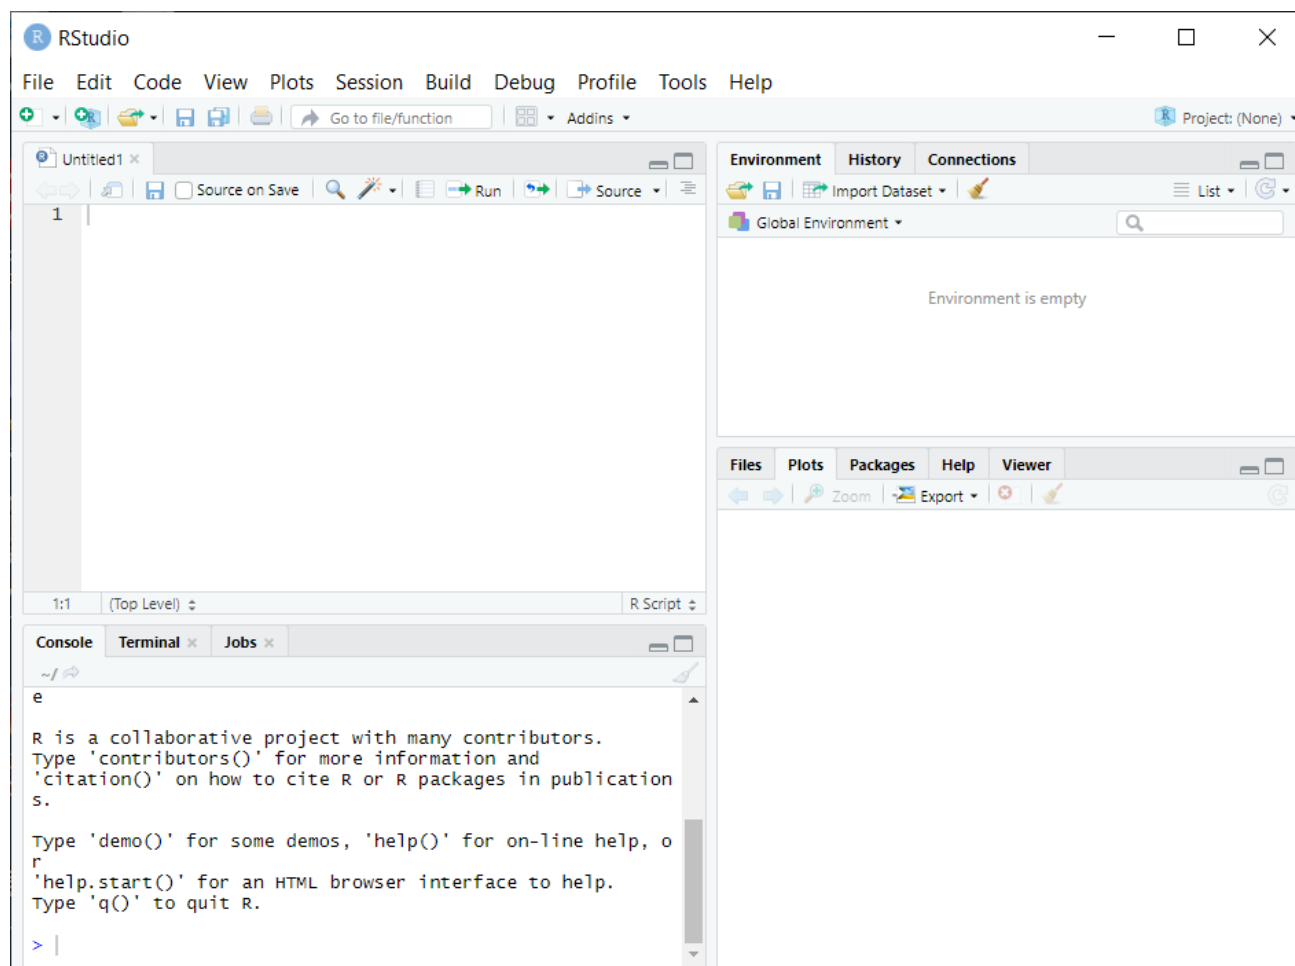 RStudio
File Edit Code View Plots Session Build Debug Profile Tools Help
Go to file/function Addins Project: (None)
Untitled1
Source on Save Run Source
1
1:1 (Top Level) R Script
Console Terminal Jobs
~/
e
R is a collaborative project with many contributors.
Type 'contributors()' for more information and
'citation()' on how to cite R or R packages in publication
s.
Type 'demo()' for some demos, 'help()' for on-line help, o
r
'help.start()' for an HTML browser interface to help.
Type 'q()' to quit R.
>
Environment History Connections
Import Dataset List
Global Environment
Environment is empty
Files Plots Packages Help Viewer
Zoom Export